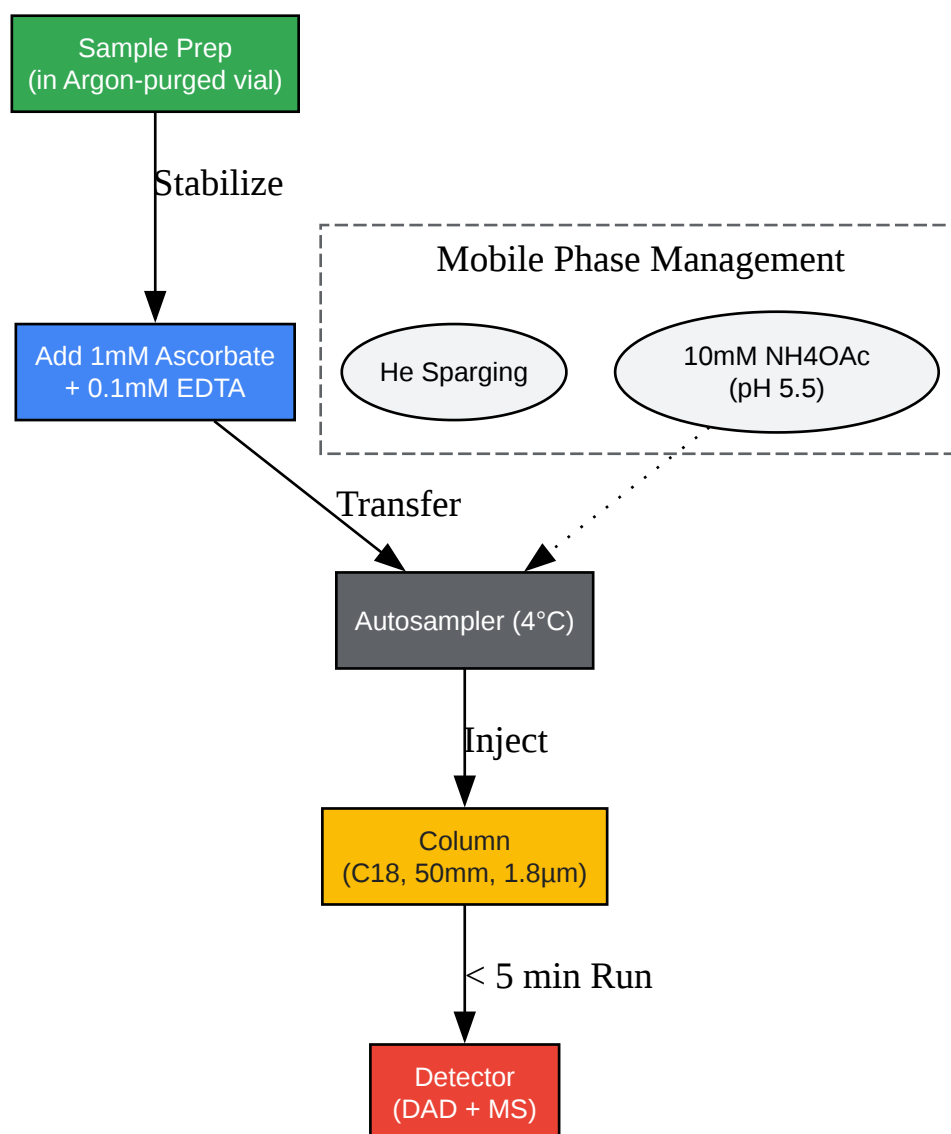 Sample Prep
(in Argon-purged vial)
Stabilize
Mobile Phase Management
Add 1mM Ascorbate
+ 0.1mM EDTA
He Sparging
10mM NH4OAc
(pH 5.5)
Transfer
Autosampler (4°C)
Inject
Column
(C18, 50mm, 1.8µm)
< 5 min Run
Detector
(DAD + MS)